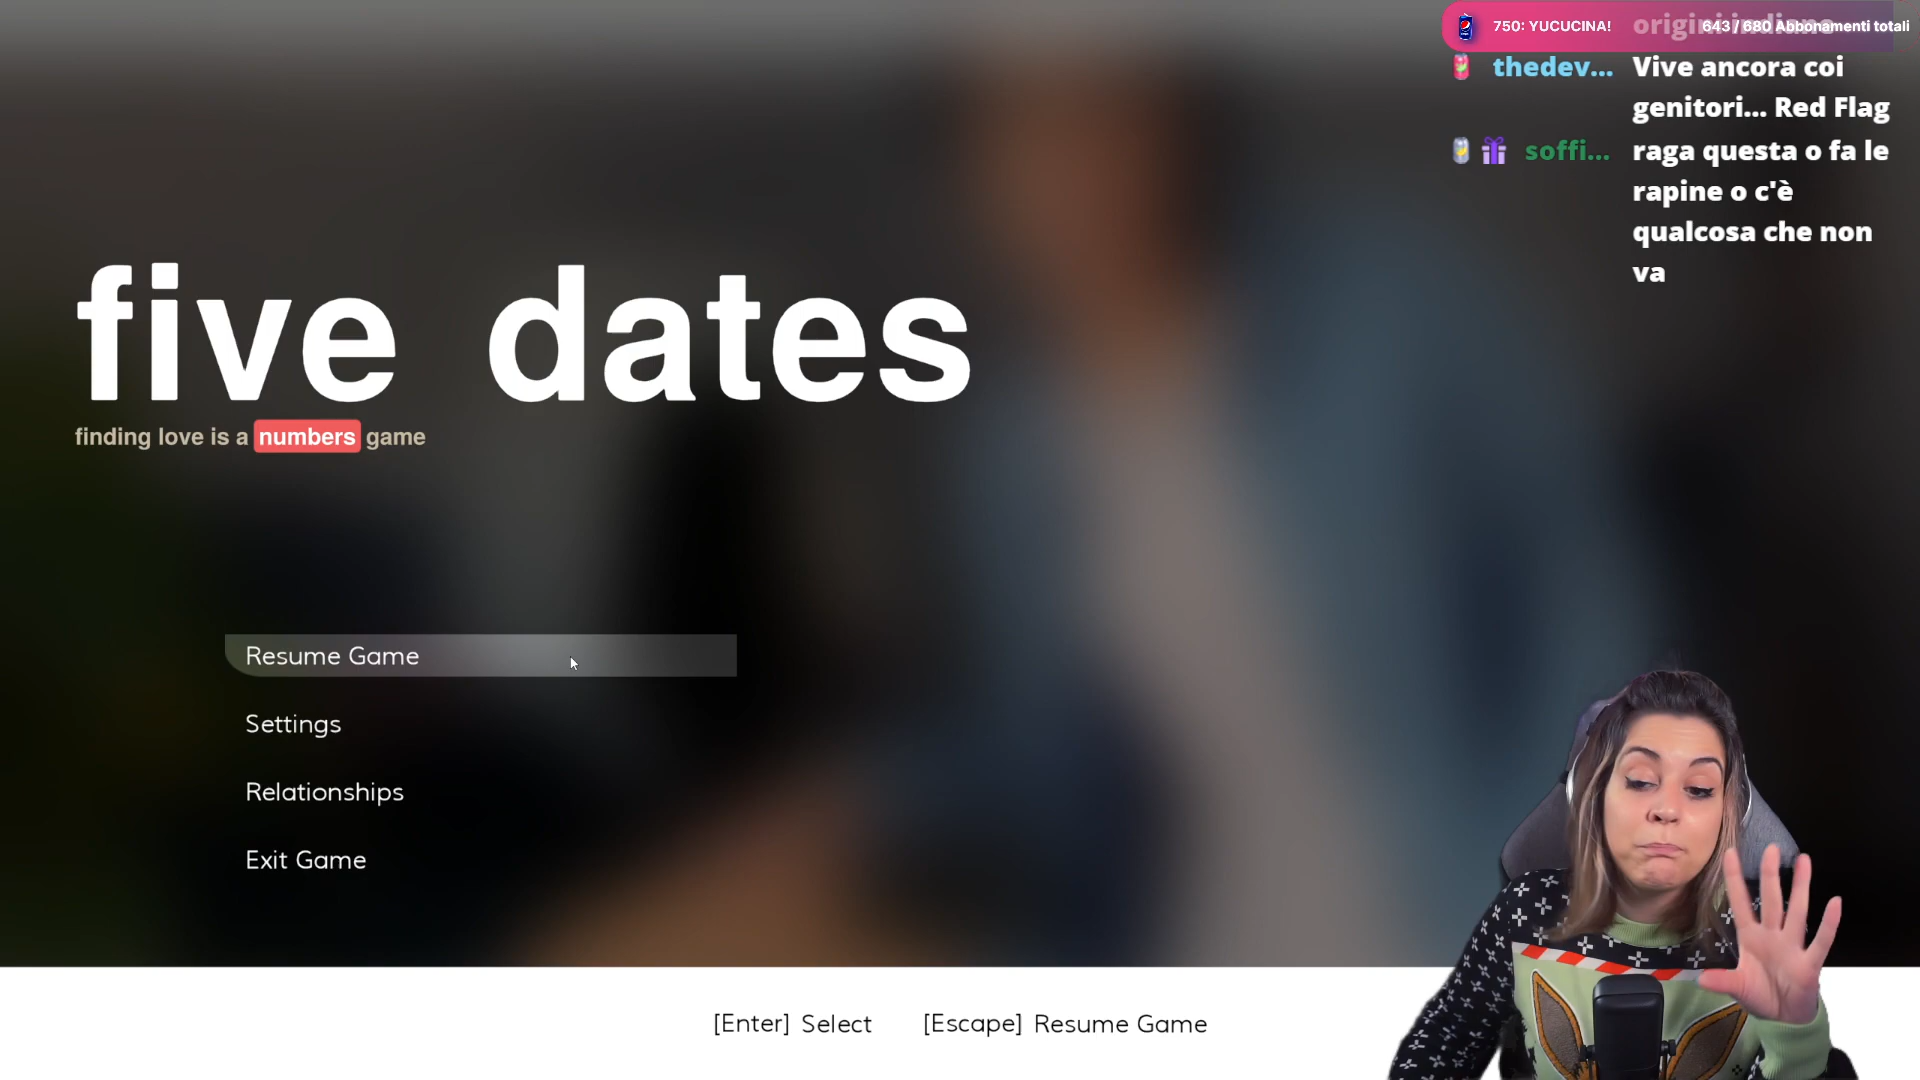 750: YUCUCINA!
643 / 680 Abbonamenti totali
origini indiane
thedev... Vive ancora coi
genitori... Red Flag
soffi... raga questa o fa le
rapine o c'è
qualcosa che non
va
five dates
finding love is a numbers game
Resume Game
Settings
Relationships
Exit Game
[Enter] Select [Escape] Resume Game